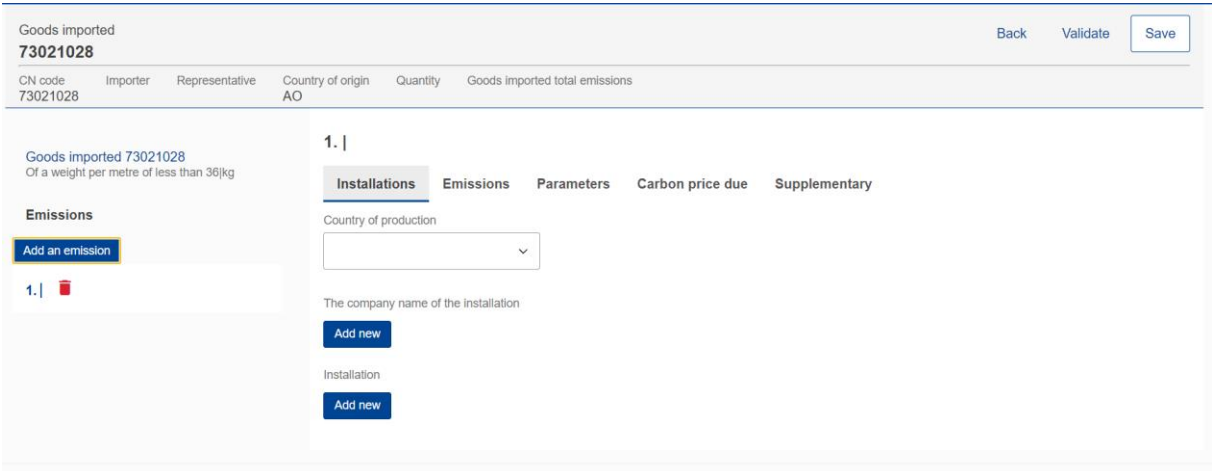 Goods imported
73021028
Back Validate Save
CN code Importer Representative Country of origin Quantity Goods imported total emissions
73021028 AO
Goods imported 73021028
Of a weight per metre of less than 36|kg
Emissions
Add an emission
1. |
1. |
Installations Emissions Parameters Carbon price due Supplementary
Country of production
The company name of the installation
Add new
Installation
Add new